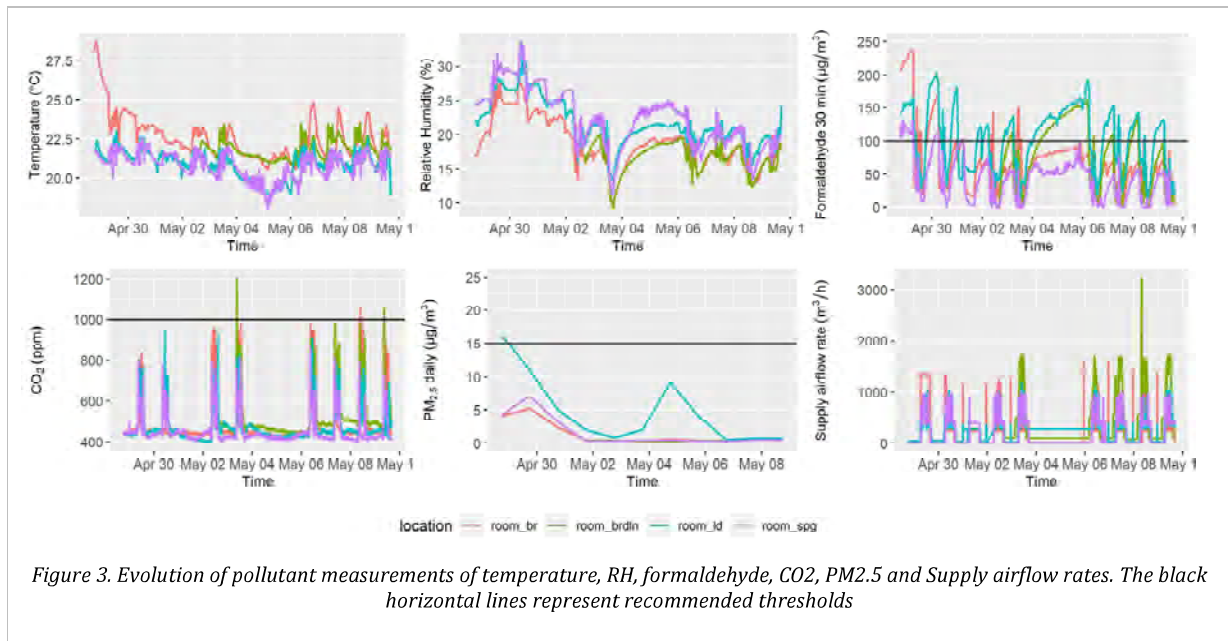 Temperature (°C)
27.5
25.0
22.5
20.0
Apr 30 May 02 May 04 May 06 May 08 May 1
Time
Relative Humidity (%)
30
25
20
15
10
Apr 30 May 02 May 04 May 06 May 08 May 1
Time
Formaldehyde 30 min (µg/m³)
250
200
150
100
50
0
Apr 30 May 02 May 04 May 06 May 08 May 1
Time
CO₂ (ppm)
1200
1000
800
600
400
Apr 30 May 02 May 04 May 06 May 08 May 1
Time
PM₂.₅ daily (µg/m³)
25
20
15
10
5
0
Apr 30 May 02 May 04 May 06 May 08
Time
Supply airflow rate (m³/h)
3000
2000
1000
0
Apr 30 May 02 May 04 May 06 May 08 May 1
Time
location room_br room_brdln room_ld room_spg
Figure 3. Evolution of pollutant measurements of temperature, RH, formaldehyde, CO2, PM2.5 and Supply airflow rates. The black
horizontal lines represent recommended thresholds